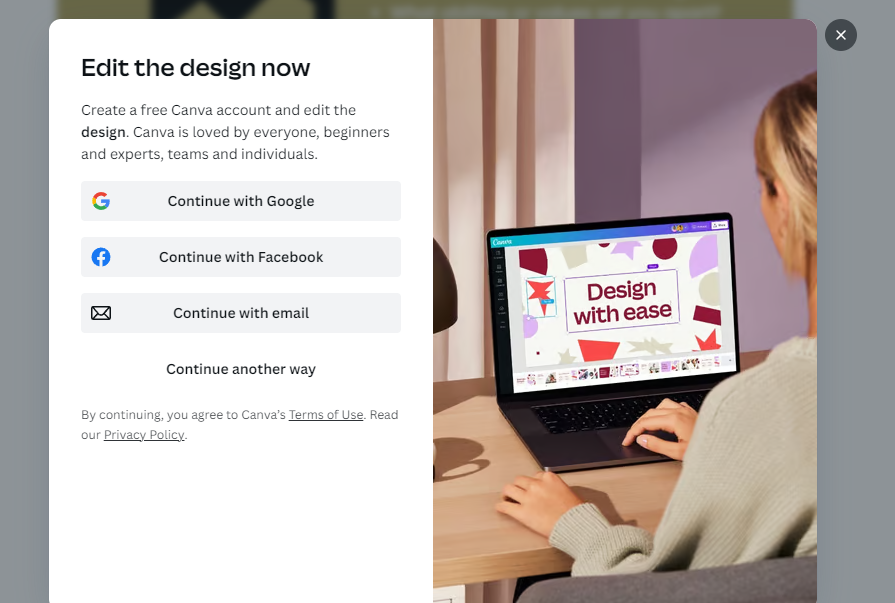 Edit the design now
Create a free Canva account and edit the
design. Canva is loved by everyone, beginners
and experts, teams and individuals.
Continue with Google
Continue with Facebook
Continue with email
Continue another way
By continuing, you agree to Canva's Terms of Use. Read
our Privacy Policy.
Canva
Design
with ease